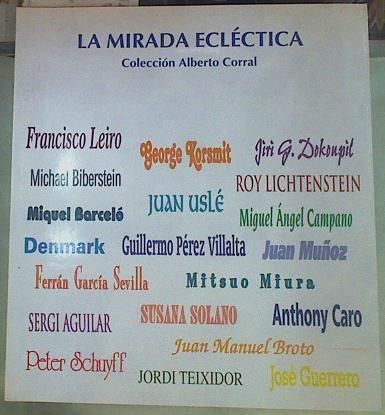 LA MIRADA ECLÉCTICA
Colección Alberto Corral
Francisco Leiro
George Korsmit
Jiri G. Dokoupil
Michael Biberstein
ROY LICHTENSTEIN
Miquel Barceló
JUAN USLÉ
Miguel Ángel Campano
Denmark
Guillermo Pérez Villalta
Juan Muñoz
Ferrán García Sevilla
Mitsuo Miura
SERGI AGUILAR
SUSANA SOLANO
Anthony Caro
Juan Manuel Broto
Peter Schuyff
JORDI TEIXIDOR
José Guerrero